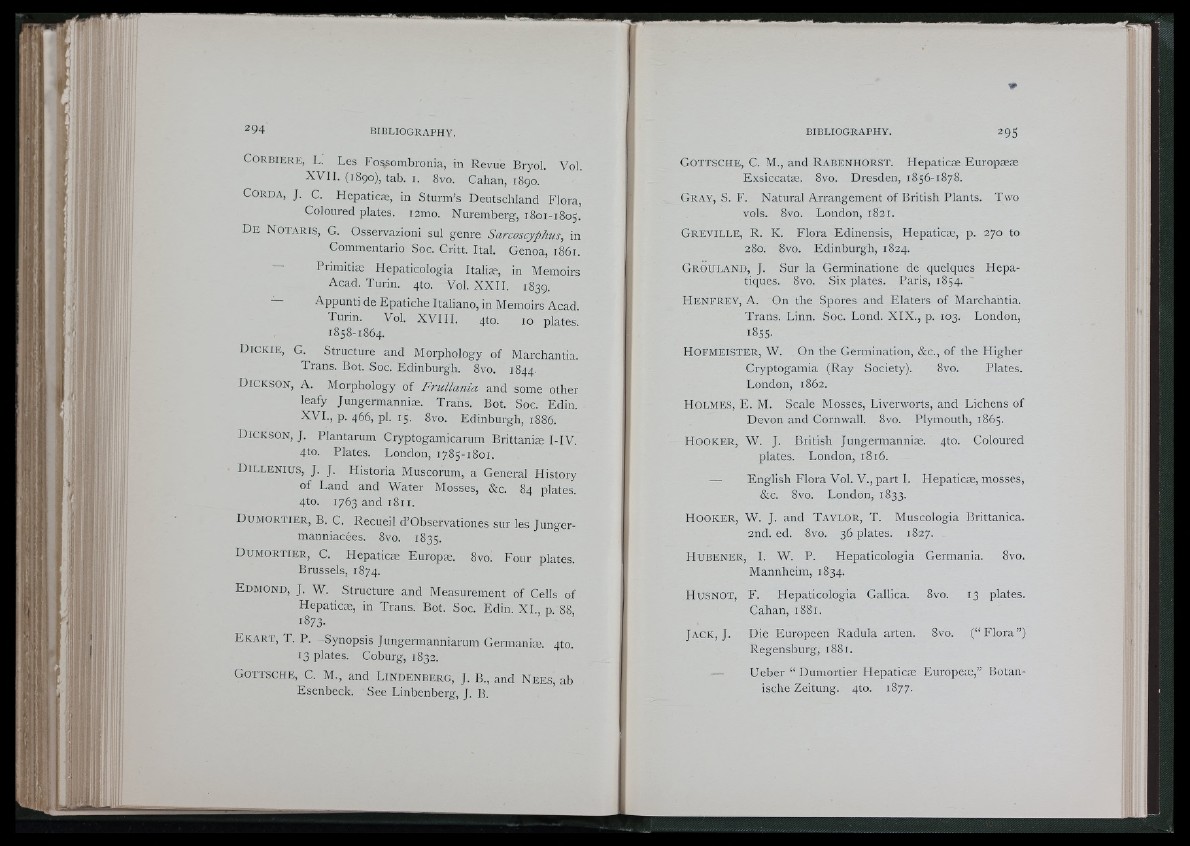 294 BIBLIOGRAPHY.
CORBIERE, L. Les Fossombronia, in Revue Bryol. Vol.
XVII. (1890), tab. 1. 8vo. Cahan, 1890.
CORDA, J. C. Hepaticæ, in Sturm's Deutschland Flora,
Coloured plates. 12mo. Nuremberg, 1801-1805.
DE NOTARIS, G. Osservazioni sul genre Sarcoscyphus, in
Commentario Soc. Critt. Ital. Genoa, 1861.
— Primitiæ Hepaticologia Italiæ, in Memoirs
Acad. Turin. 4to. Vol. XXII. 1839.
— Appunti de Epatiche Italiano, in Memoirs Acad.
Turin. Vol. XVIII. 4to. 10 plates.
1858-1864.
DICKIE, G. Structure and Morphology of Marchantia.
Trans. Bot. Soc. Edinburgh. 8vo. 1844.
DICKSON, A. Morphology of Frullania and some other
leafy Jungermanniæ. Trans. Bot. Soc. Edin.
XVI., p. 466, pl. 15. 8vo. Edinburgh, 1886.
DICKSON, J. Plantarum Cryptogamicarum Brittaniæ I-IV.
4to. Plates. London, 1785-1801.
DILLENIUS, J. J. Historia Muscorum, a General History
of Land and Water Mosses, &c. 84 plates.
4to. 1763 and 1811.
DUMORTIER, B. C. Recueil d'Observationes sur les Junger-
manniacées. 8vo. 1835.
DUMORTIER, C. Hepaticæ Europæ. 8vo. Four plates.
Brussels, 1874.
EDMOND, J. W. Structure and Measurement of Cells of
Hepaticæ, in Trans. Bot. Soc. Edin. XI., p. 88,
1873.
EKART, T. P. Synopsis Jungermanniarum Germaniæ. 4to.
13 plates. Coburg, 1832.
GOTTSCHE, C. M., and LINDENBERG, J. B., and NEES, ab
Esenbeck. See Linbenberg, J. B.
BIBLIOGRAPHY. 295
GOTTSCHE, C. M., and RABENHORST. Hepaticæ Europææ
Exsiccatæ. 8vo. Dresden, 1856-1878.
GRAY, S. F. Natural Arrangement of British Plants. Two
vols. 8vo. London, 1821.
GREVILLE, R. K. Flora Edinensis, Hepaticæ, p. 270 to
280. 8vo. Edinburgh, 1824.
GRÖULAND, J. Sur la Germinatione de quelques Hepa-
tiques. 8vo. Six plates. Paris, 1854.
HENFREY, A. On the Spores and Elaters of Marchantia.
Trans. Linn. Soc. Lond. XIX., p. 103. London,
1855.
HOFMEISTER, W. On the Germination, &c., of the Higher
Cryptogamia (Ray Society). 8vo. Plates.
London, 1862.
HOLMES, E. M. Scale Mosses, Liverworts, and Lichens of
Devon and Cornwall. 8vo. Plymouth, 1865.
HOOKER, W. J. British Jungermanniæ. 4to. Coloured
plates. London, 1816.
— English Flora Vol. V., part I. Hepaticæ, mosses,
&c. 8vo. London, 1833.
HOOKER, W. J. and TAYLOR, T. Muscologia Brittanica.
2nd. ed. 8vo. 36 plates. 1827.
HUBENER, I. W. P. Hepaticologia Germania. 8vo.
Mannheim, 1834.
HUSNOT, F. Hepaticologia Gallica. 8vo. 13 plates.
Cahan, 1881.
JACK, J. Die Europeen Radula arten. 8vo. ("Flora")
Regensburg, 1881.
— Ueber "Dumortier Hepaticæ Europeæ," Botan-
ische Zeitung. 4to. 1877.